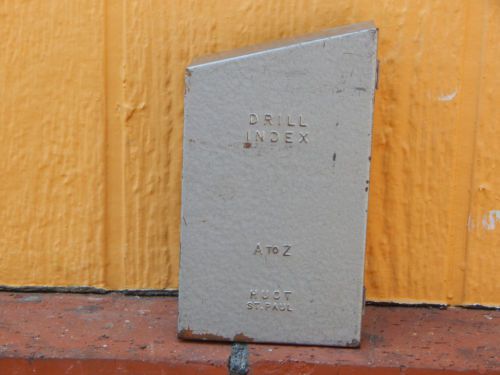 DRILL
INDEX
A TO Z
HUOT
ST. PAUL